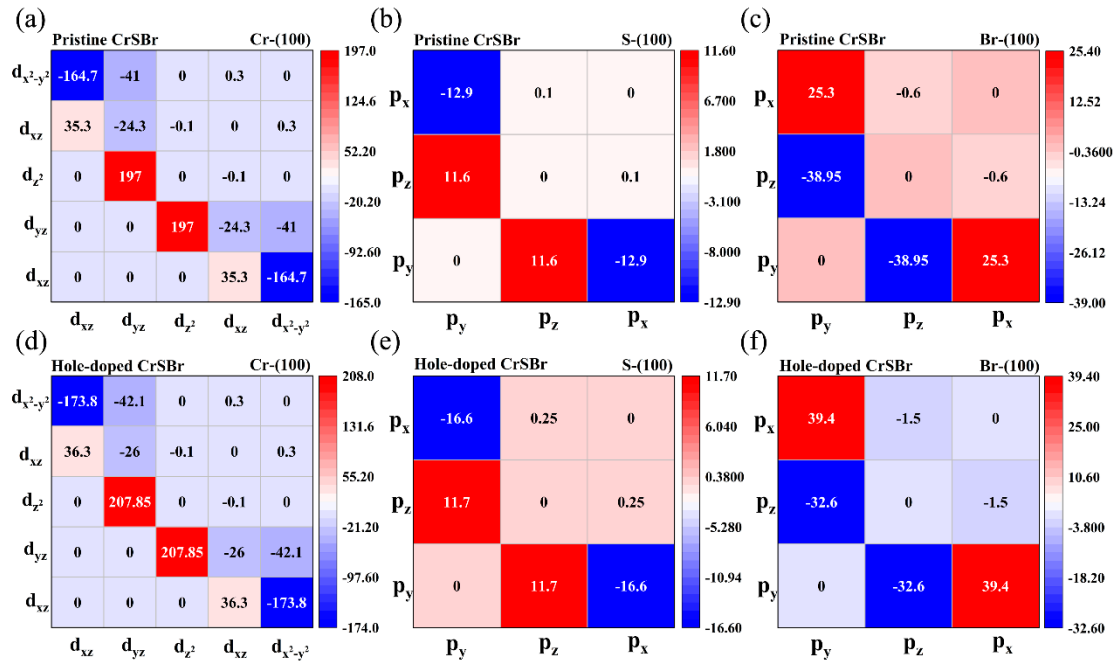 (a)
Pristine CrSBr Cr-(100)
197.0
124.6
52.20
-20.20
-92.60
-165.0
d_{x²-y²} -164.7 -41 0 0.3 0
d_{xz} 35.3 -24.3 -0.1 0 0.3
d_{z²} 0 197 0 -0.1 0
d_{yz} 0 0 197 -24.3 -41
d_{xz} 0 0 0 35.3 -164.7
d_{xz} d_{yz} d_{z²} d_{xz} d_{x²-y²}
(b)
Pristine CrSBr S-(100)
11.60
6.700
1.800
-3.100
-8.000
-12.90
p_x -12.9 0.1 0
p_z 11.6 0 0.1
p_y 0 11.6 -12.9
p_y p_z p_x
(c)
Pristine CrSBr Br-(100)
25.40
12.52
-0.3600
-13.24
-26.12
-39.00
p_x 25.3 -0.6 0
p_z -38.95 0 -0.6
p_y 0 -38.95 25.3
p_y p_z p_x
(d)
Hole-doped CrSBr Cr-(100)
208.0
131.6
55.20
-21.20
-97.60
-174.0
d_{x²-y²} -173.8 -42.1 0 0.3 0
d_{xz} 36.3 -26 -0.1 0 0.3
d_{z²} 0 207.85 0 -0.1 0
d_{yz} 0 0 207.85 -26 -42.1
d_{xz} 0 0 0 36.3 -173.8
d_{xz} d_{yz} d_{z²} d_{xz} d_{x²-y²}
(e)
Hole-doped CrSBr S-(100)
11.70
6.040
0.3800
-5.280
-10.94
-16.60
p_x -16.6 0.25 0
p_z 11.7 0 0.25
p_y 0 11.7 -16.6
p_y p_z p_x
(f)
Hole-doped CrSBr Br-(100)
39.40
25.00
10.60
-3.800
-18.20
-32.60
p_x 39.4 -1.5 0
p_z -32.6 0 -1.5
p_y 0 -32.6 39.4
p_y p_z p_x